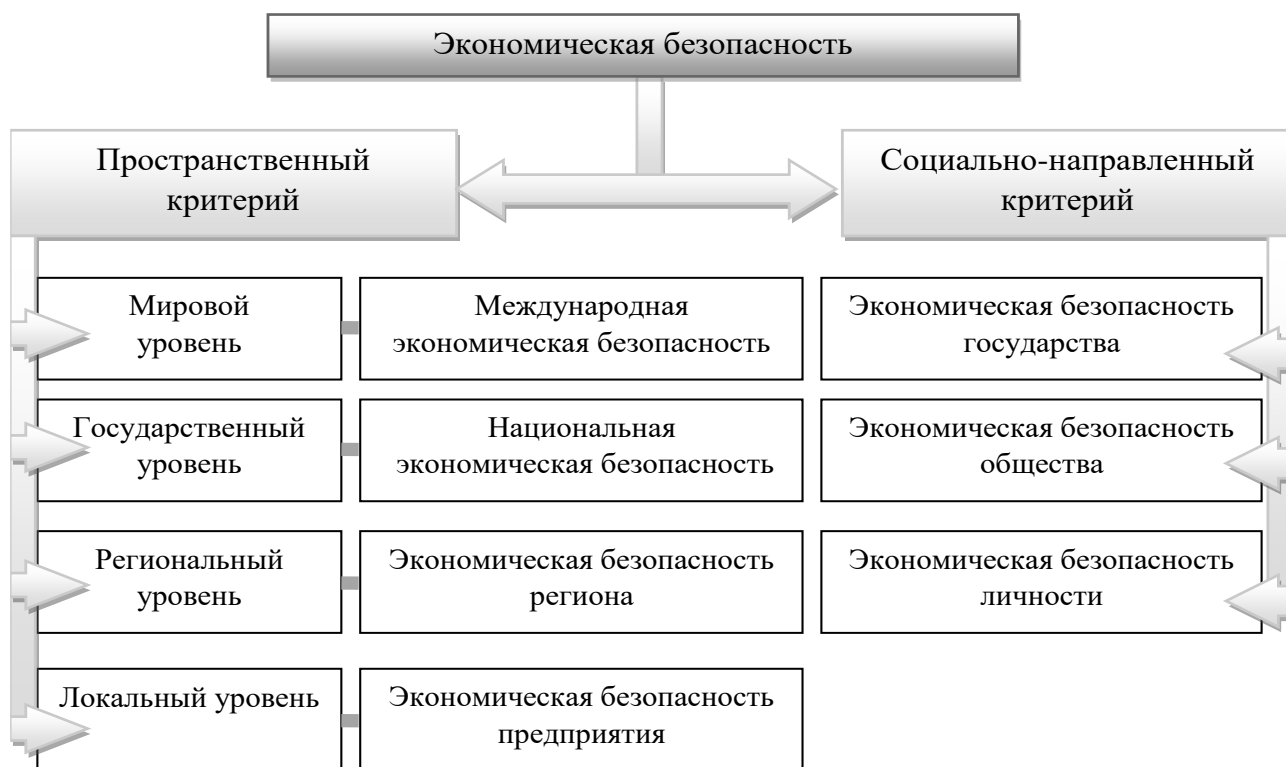 Экономическая безопасность
Пространственный
критерий
Социально-направленный
критерий
Мировой
уровень
Международная
экономическая безопасность
Экономическая безопасность
государства
Государственный
уровень
Национальная
экономическая безопасность
Экономическая безопасность
общества
Региональный
уровень
Экономическая безопасность
региона
Экономическая безопасность
личности
Локальный уровень
Экономическая безопасность
предприятия